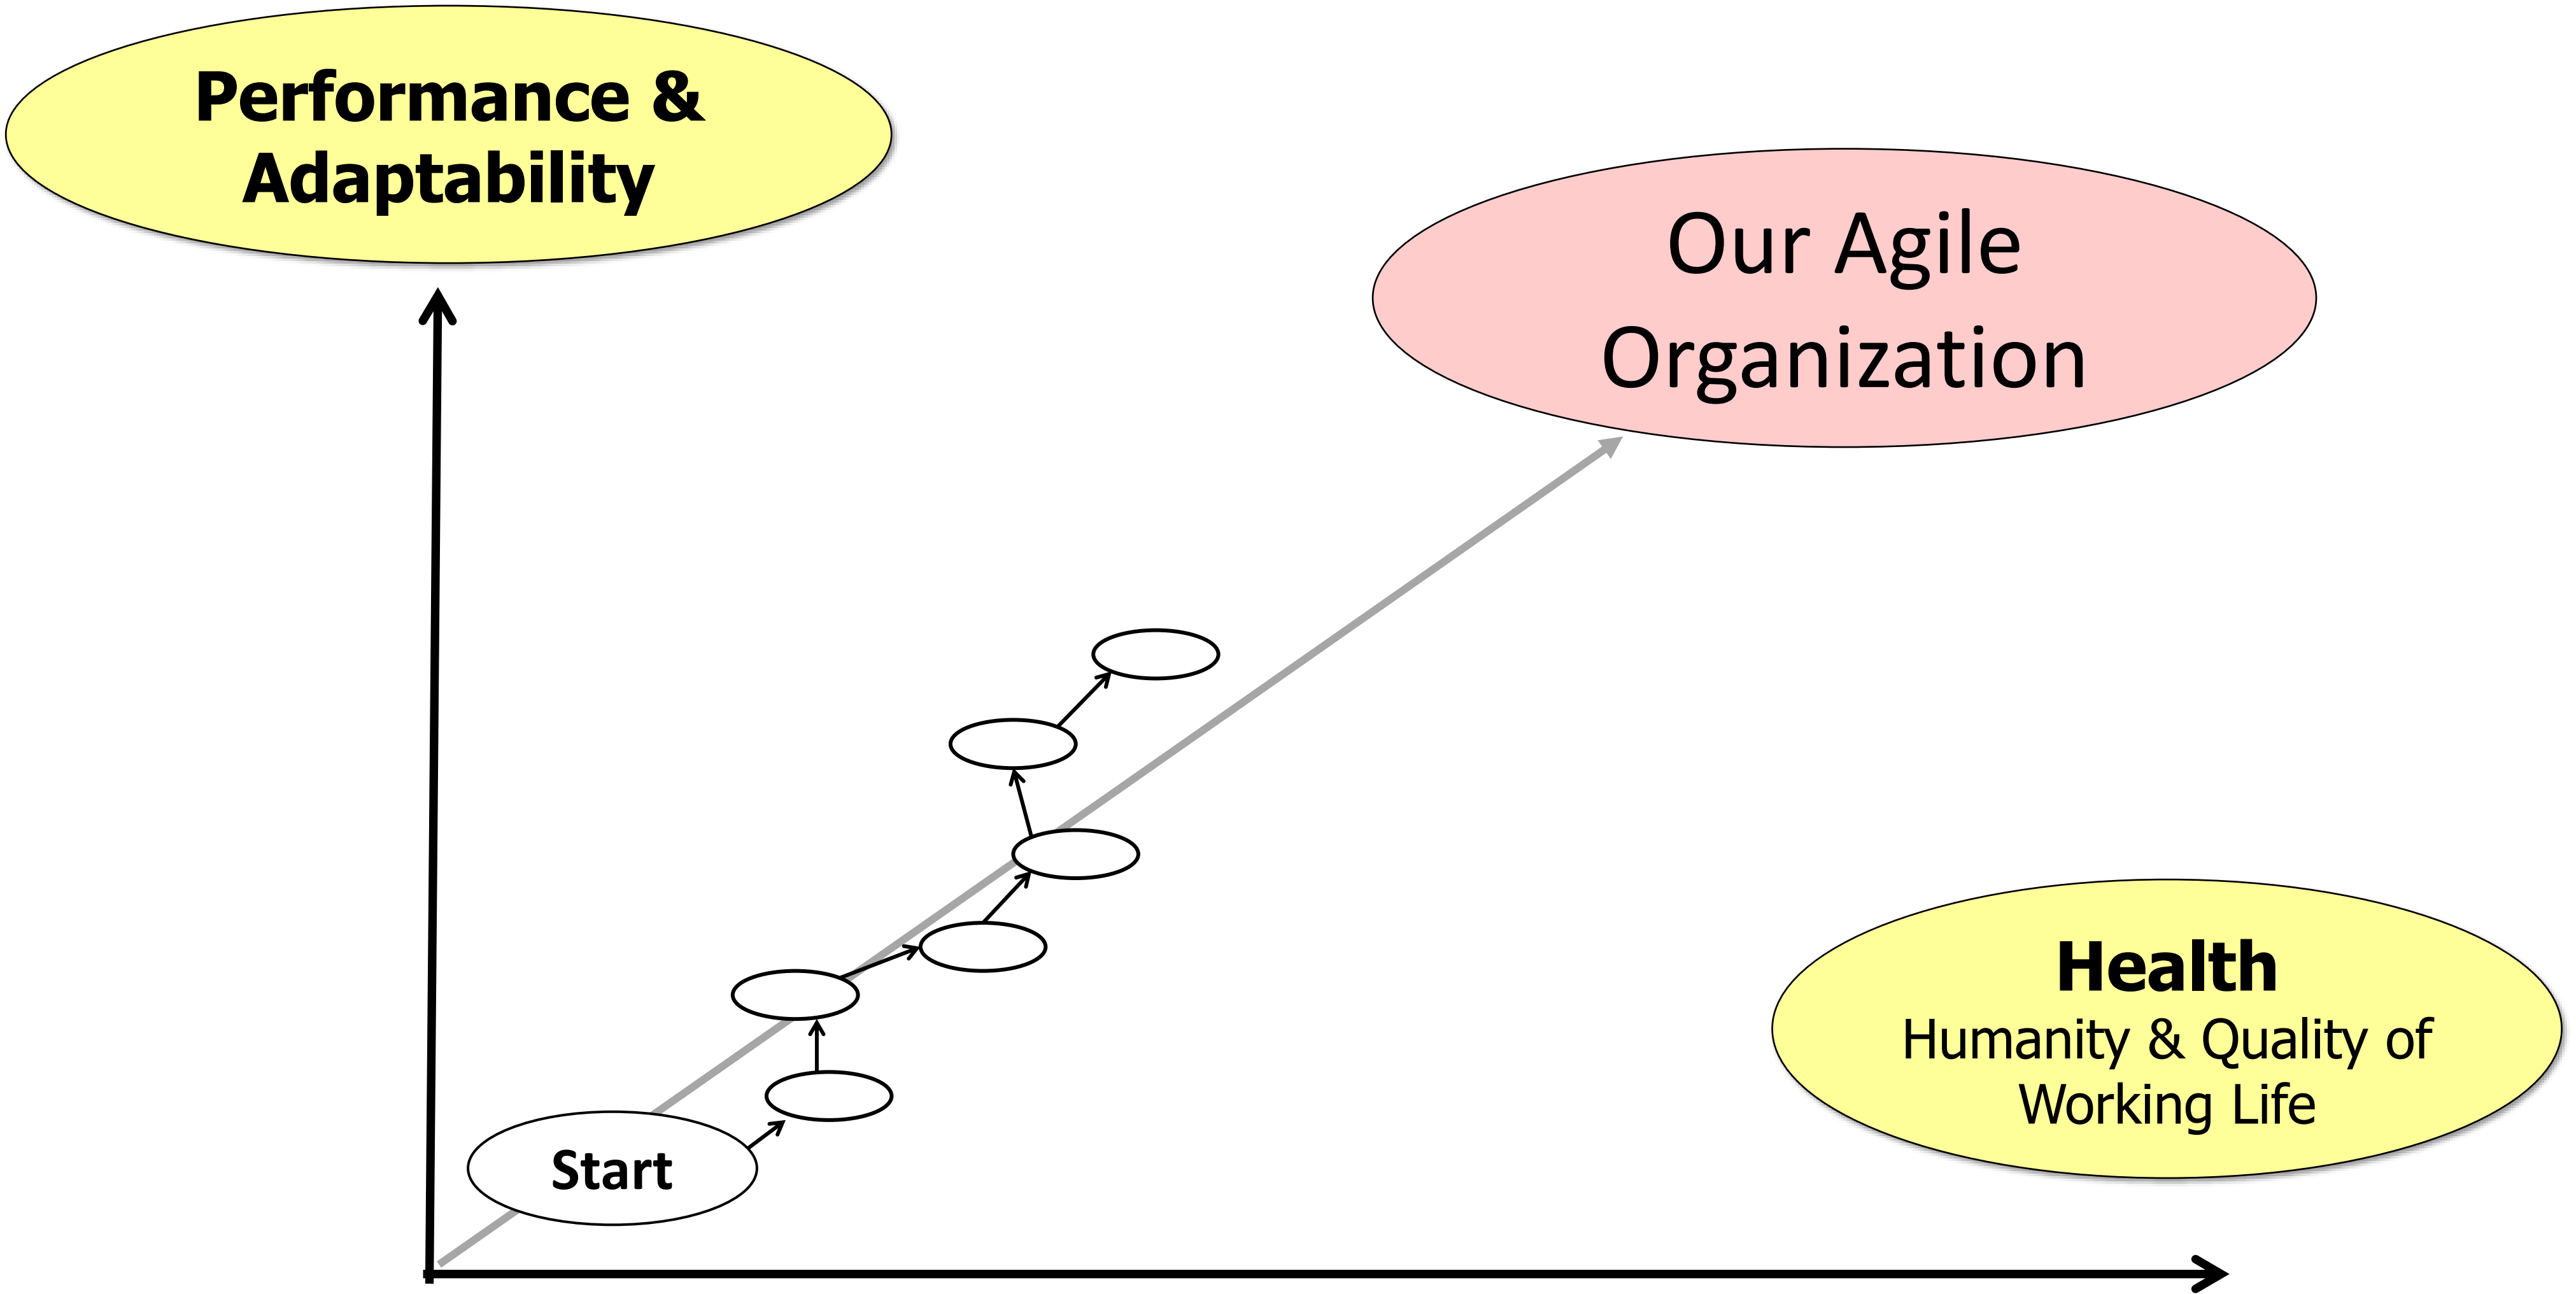 Performance &
Adaptability
Our Agile
Organization
Health
Humanity & Quality of
Working Life
Start